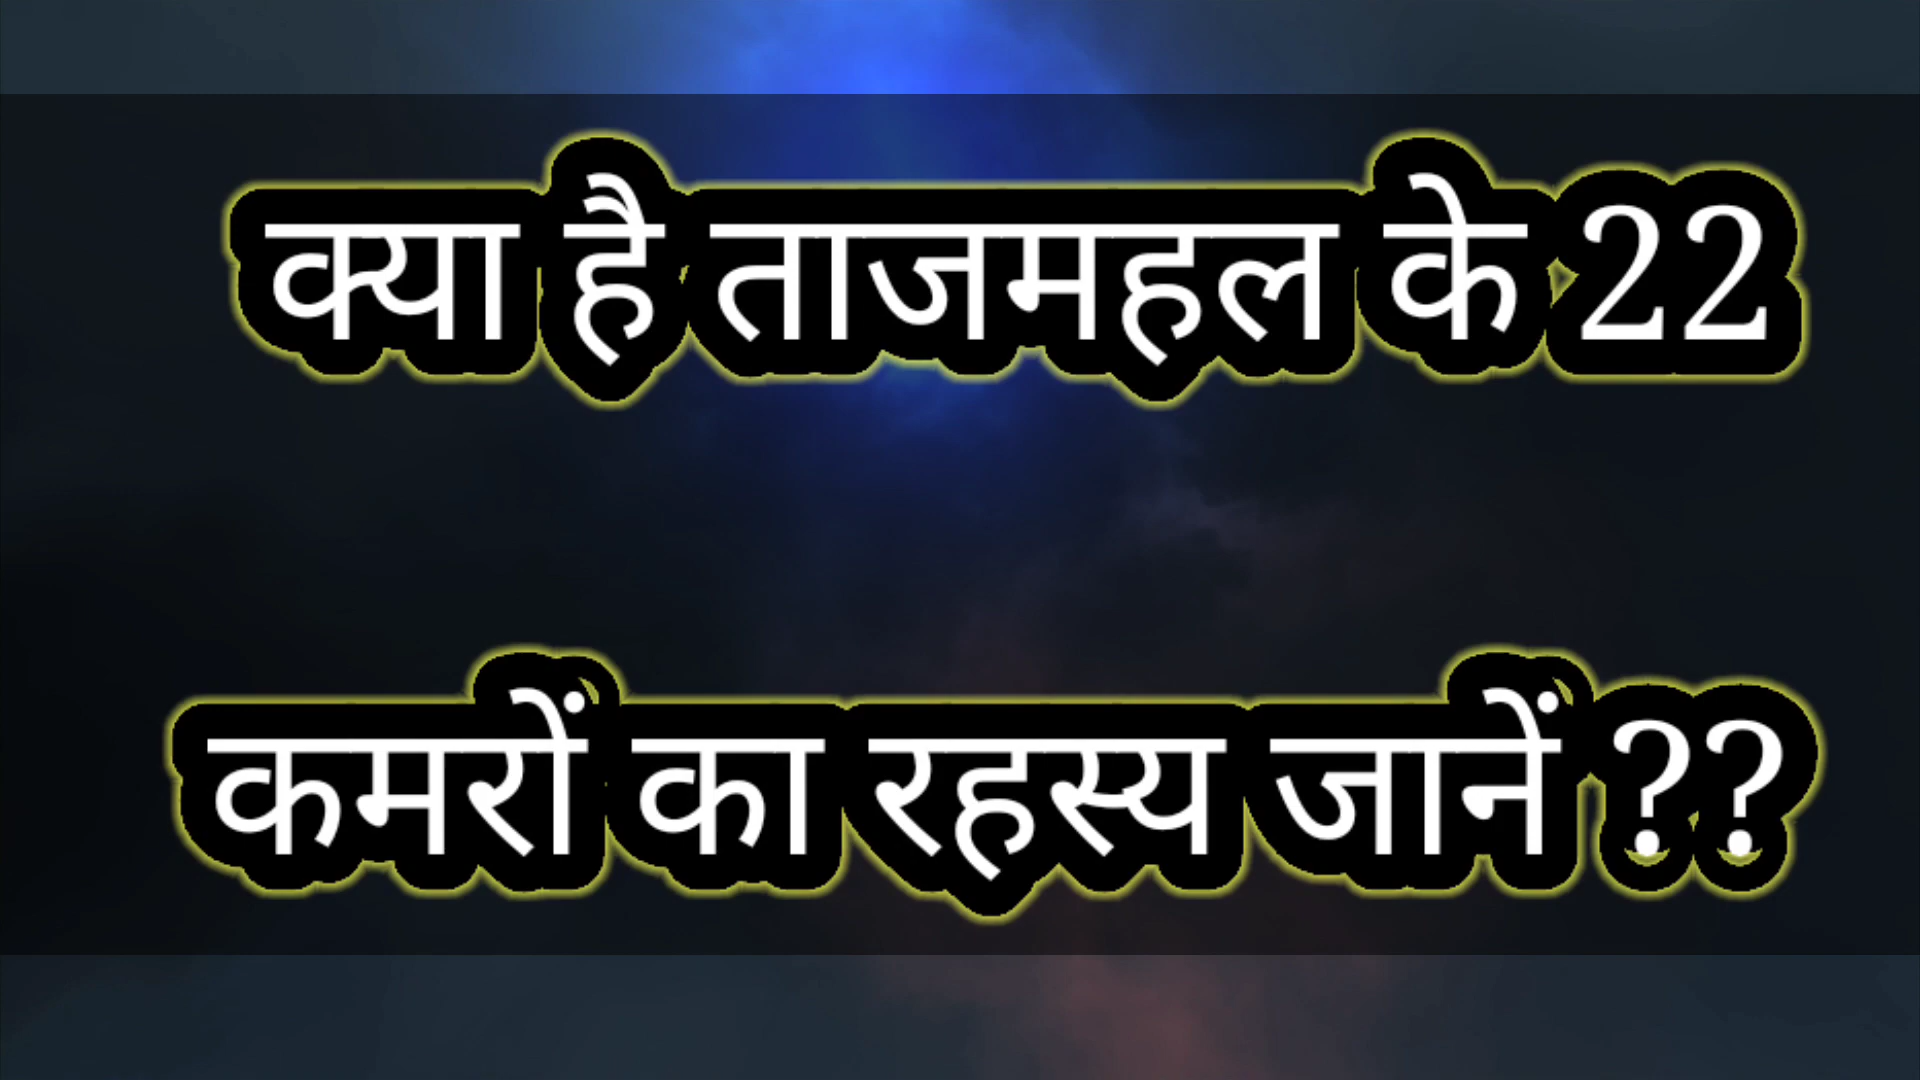 क्या है ताजमहल के 22
कमरों का रहस्य जानें ??